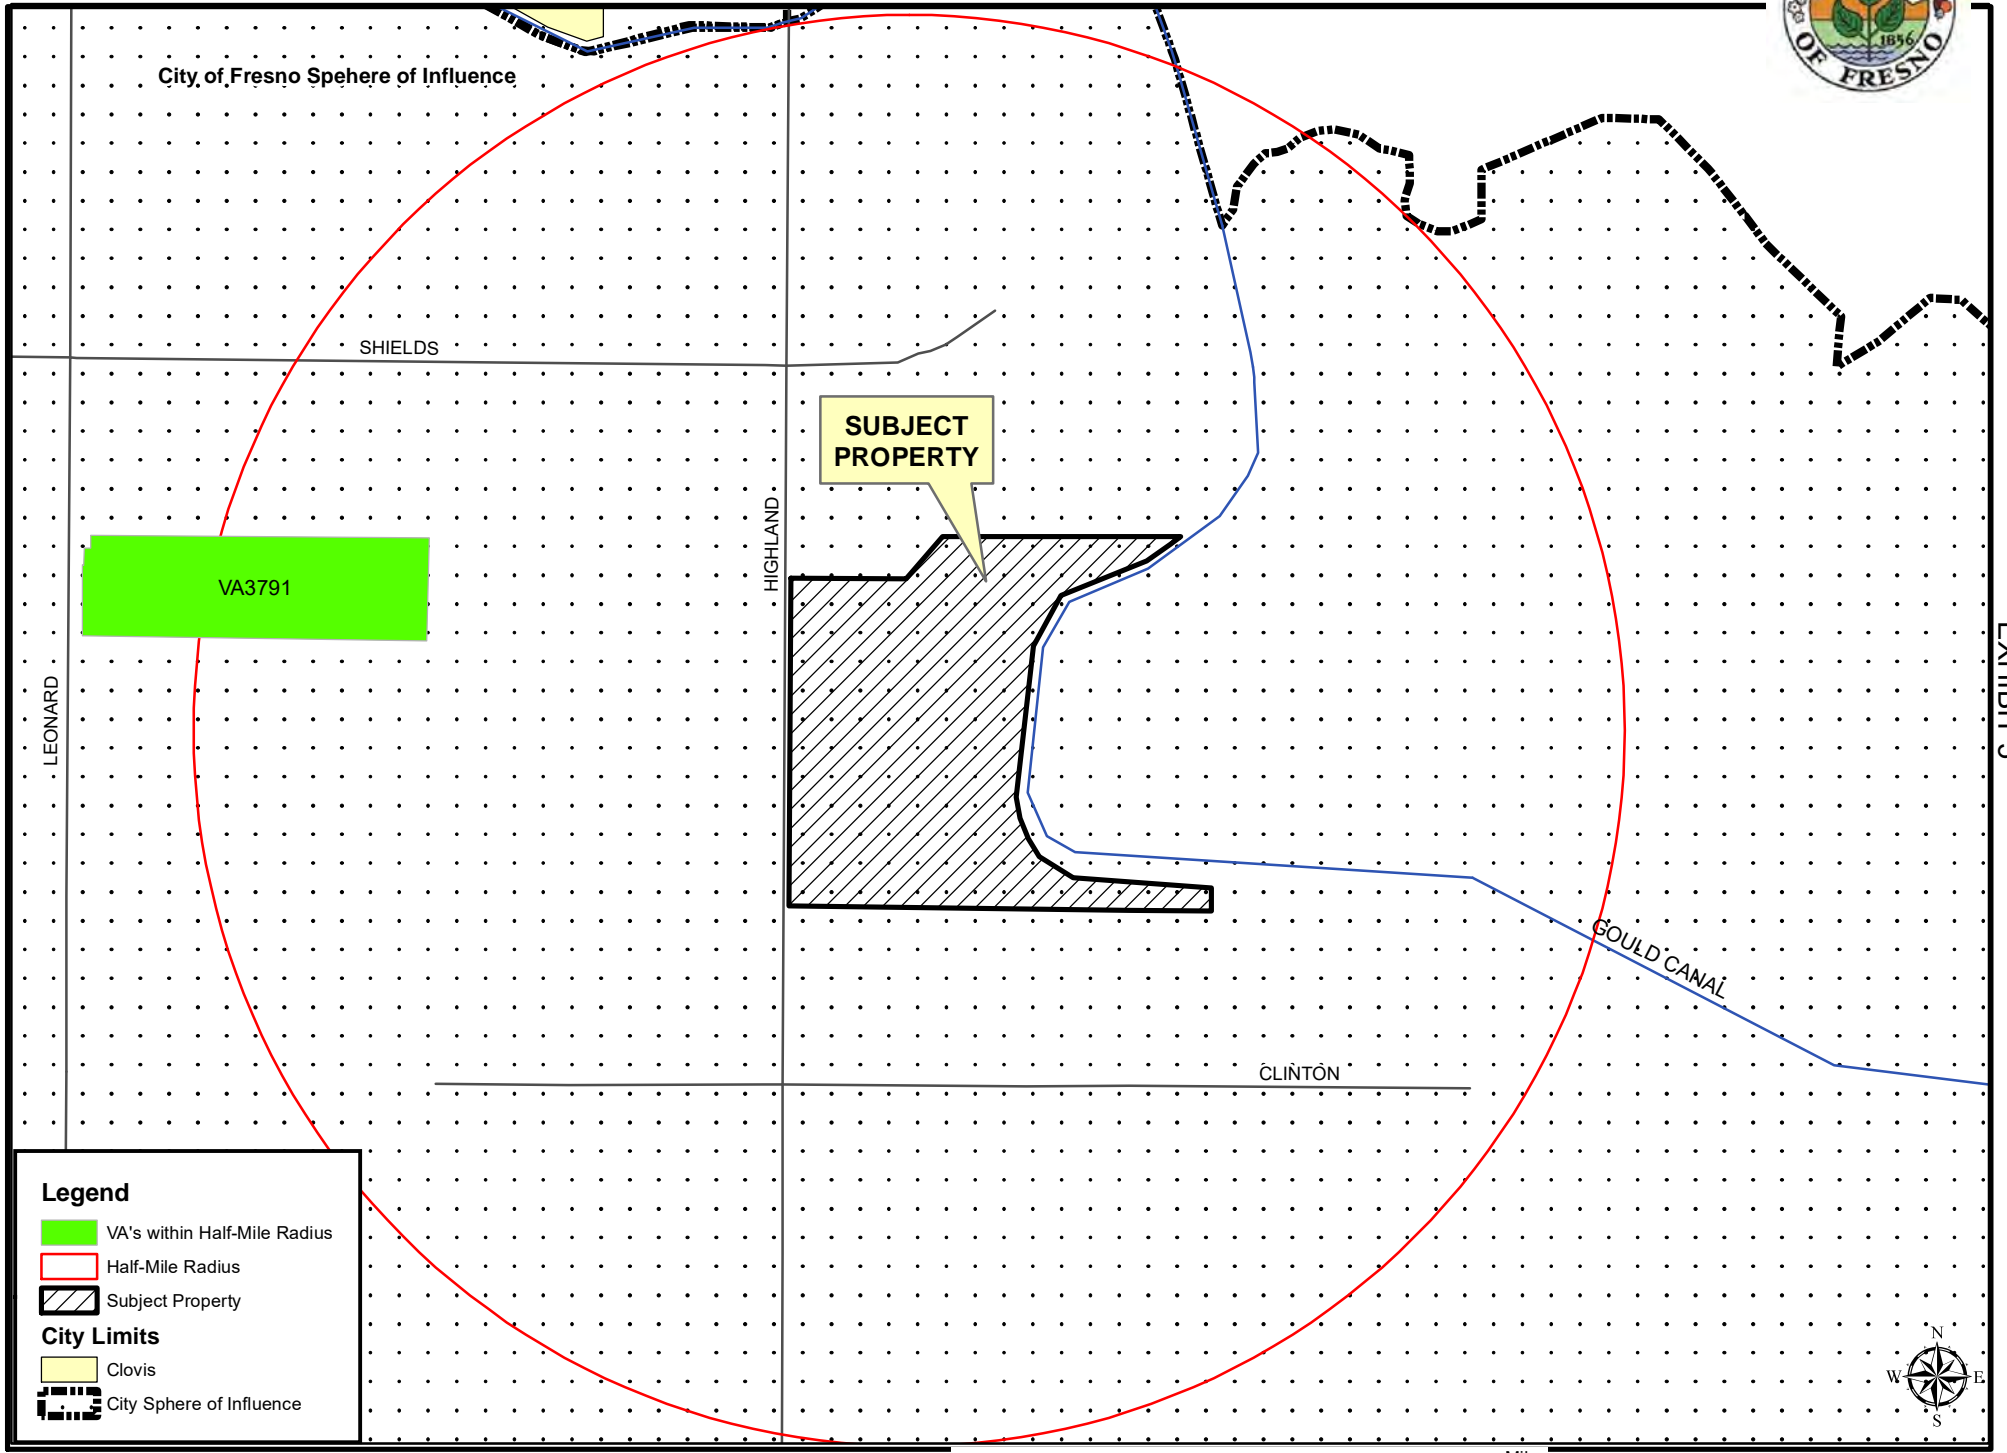 1856
OF FRESNO
City of Fresno Spehere of Influence
SHIELDS
SUBJECT
PROPERTY
HIGHLAND
VA3791
LEONARD
GOULD CANAL
CLINTON
Legend
VA's within Half-Mile Radius
Half-Mile Radius
Subject Property
City Limits
Clovis
City Sphere of Influence
N
W
E
S